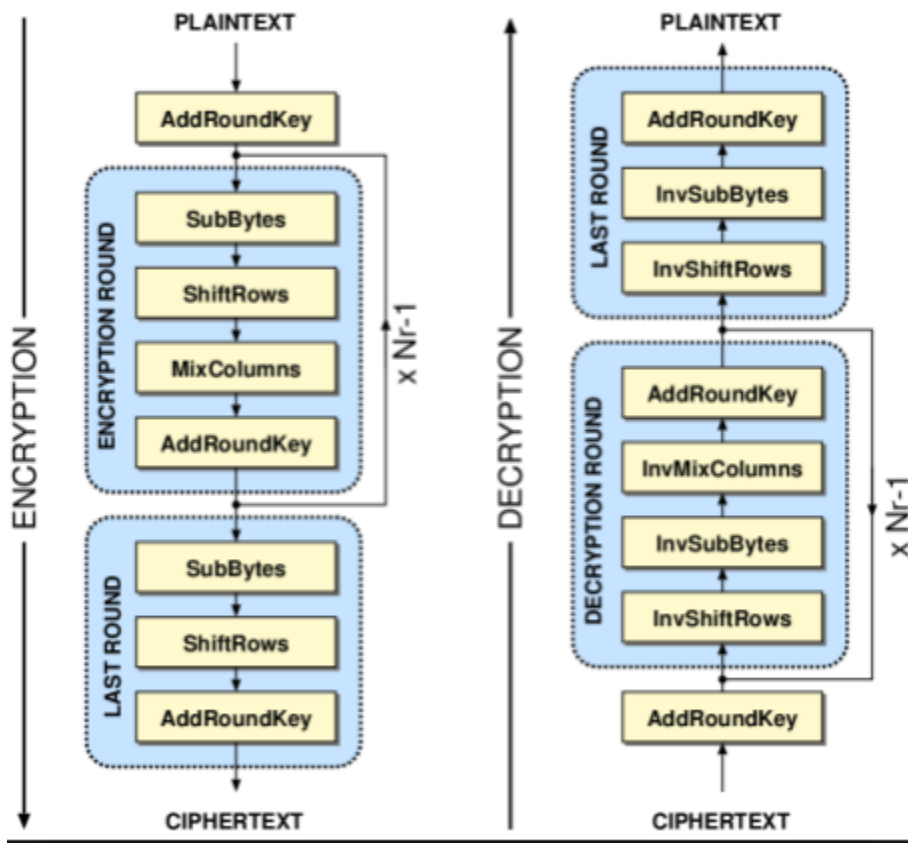 PLAINTEXT
AddRoundKey
SubBytes
ShiftRows
MixColumns
AddRoundKey
ENCRYPTION ROUND
x Nr-1
SubBytes
ShiftRows
AddRoundKey
LAST ROUND
CIPHERTEXT
ENCRYPTION
PLAINTEXT
AddRoundKey
InvSubBytes
InvShiftRows
LAST ROUND
AddRoundKey
InvMixColumns
InvSubBytes
InvShiftRows
DECRYPTION ROUND
x Nr-1
AddRoundKey
CIPHERTEXT
DECRYPTION